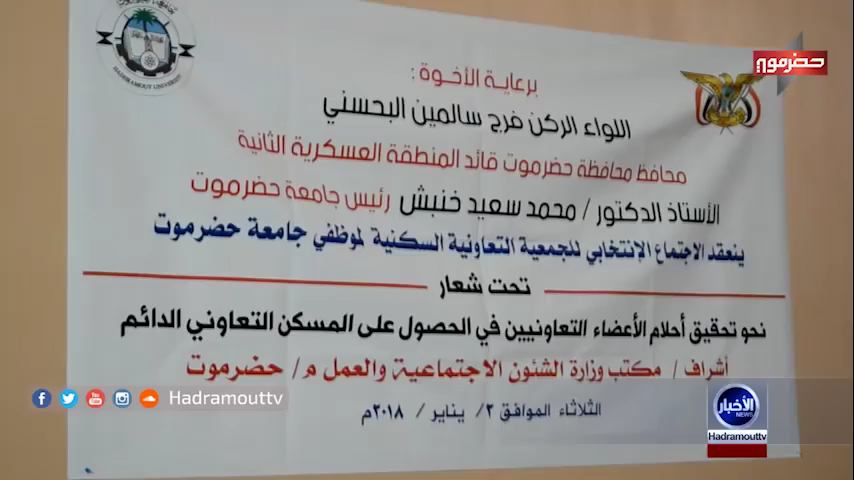 HADHRAMOUT UNIVERSITY
حضرموت
برعاية الأخوة :
اللواء الركن فرج سالمين البحسني
محافظ محافظة حضرموت قائد المنطقة العسكرية الثانية
الأستاذ الدكتور / محمد سعيد خنبش رئيس جامعة حضرموت
ينعقد الاجتماع الإنتخابي للجمعية التعاونية السكنية لموظفي جامعة حضرموت
تحت شعار
نحو تحقيق أحلام الأعضاء التعاونيين في الحصول على المسكن التعاوني الدائم
أشراف / مكتب وزارة الشئون الاجتماعية والعمل م/ حضرموت
الثلاثاء الموافق ٢/ يناير / ٢٠١٨م
Hadramouttv
الأخبار
NEWS
Hadramouttv